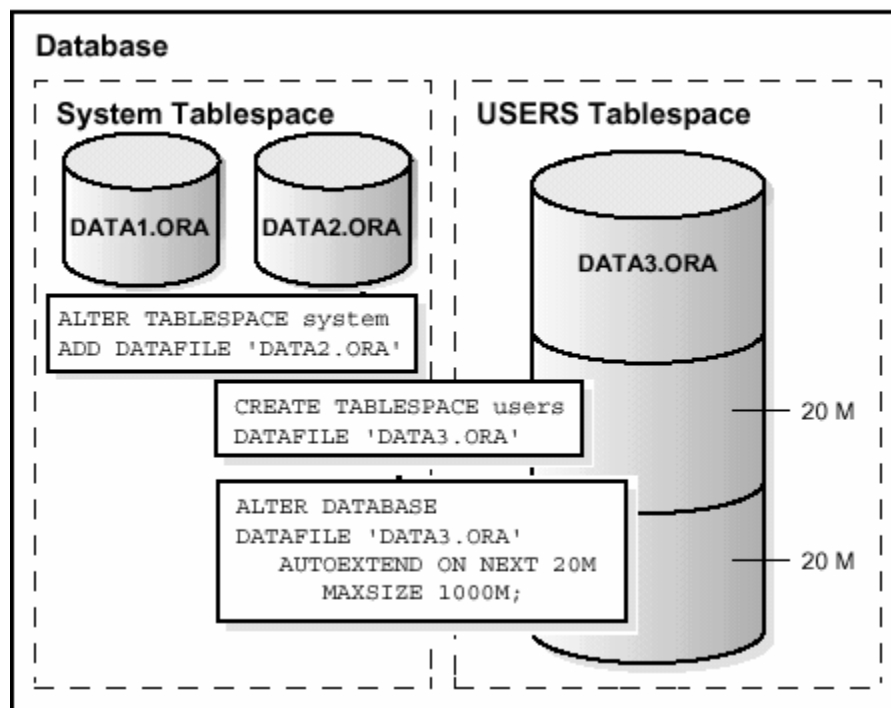 Database
System Tablespace
USERS Tablespace
DATA1.ORA
DATA2.ORA
DATA3.ORA
ALTER TABLESPACE system
ADD DATAFILE 'DATA2.ORA'
CREATE TABLESPACE users
DATAFILE 'DATA3.ORA'
20 M
ALTER DATABASE
DATAFILE 'DATA3.ORA'
AUTOEXTEND ON NEXT 20M
MAXSIZE 1000M;
20 M